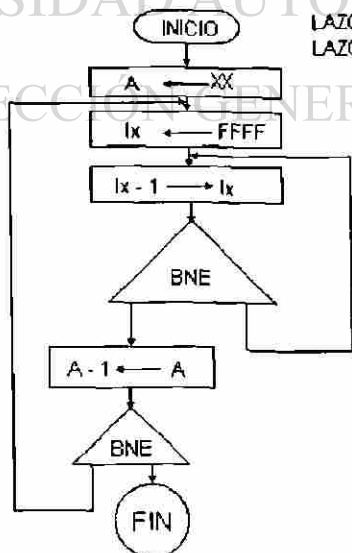 INICIO
A ← XX
Ix ← FFFF
Ix - 1 → Ix
BNE
A - 1 ← A
BNE
FIN